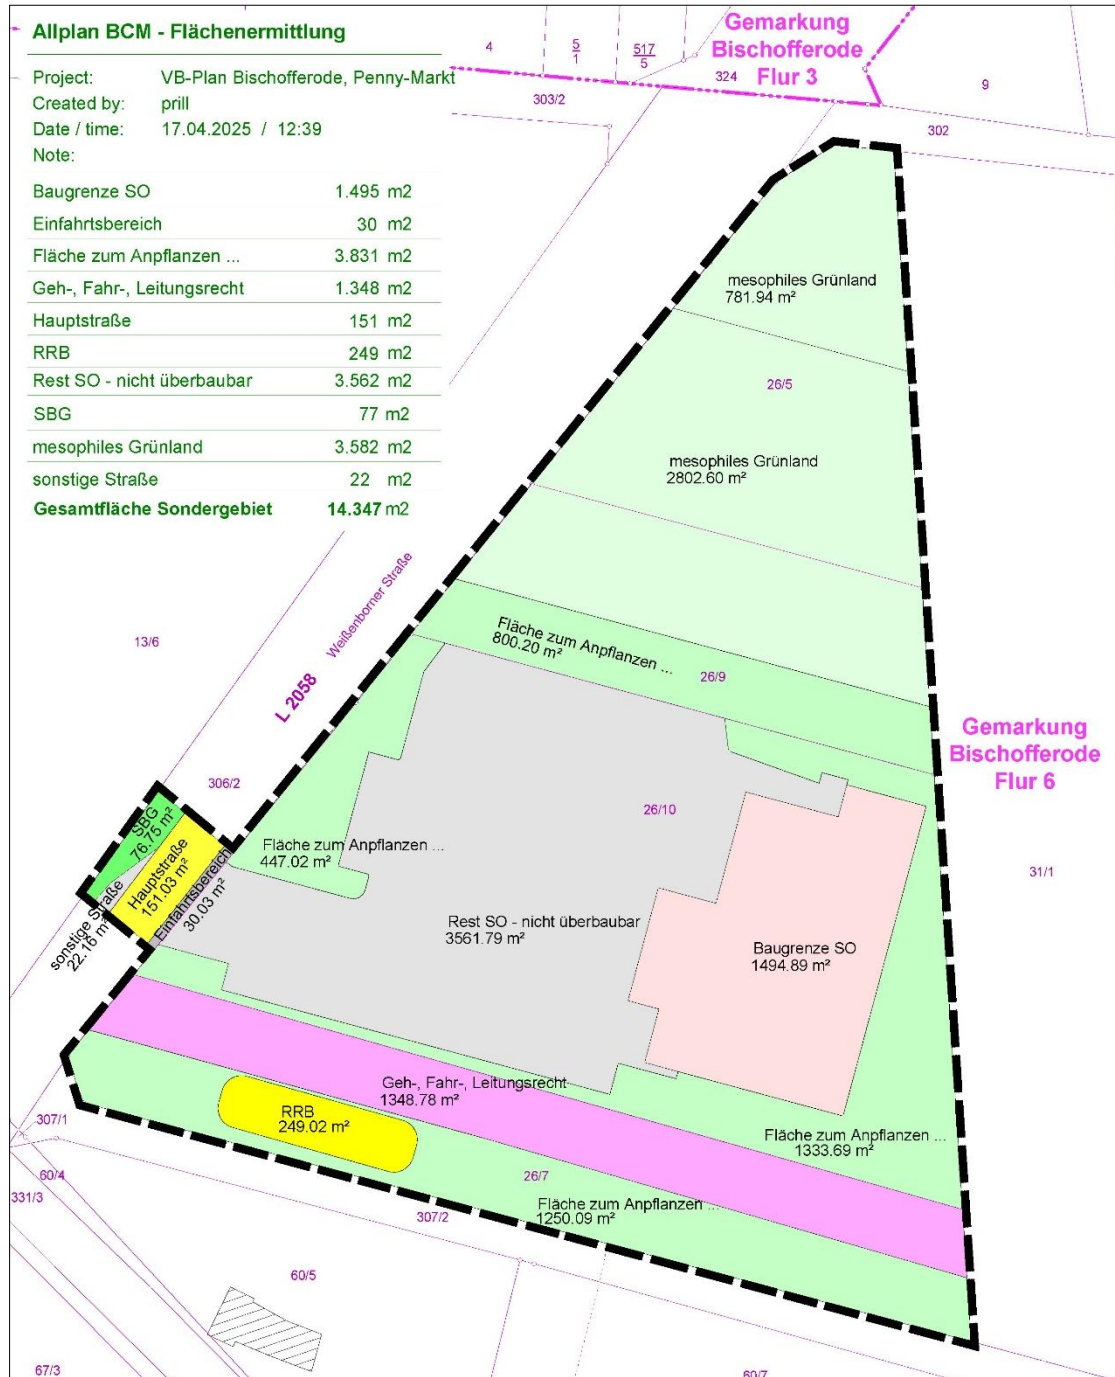 Allplan BCM - Flächenermittlung
Project: VB-Plan Bischofferode, Penny-Markt
Created by: prill
Date / time: 17.04.2025 / 12:39
Note:
Baugrenze SO 1.495 m2
Einfahrtsbereich 30 m2
Fläche zum Anpflanzen ... 3.831 m2
Geh-, Fahr-, Leitungsrecht 1.348 m2
Hauptstraße 151 m2
RRB 249 m2
Rest SO - nicht überbaubar 3.562 m2
SBG 77 m2
mesophiles Grünland 3.582 m2
sonstige Straße 22 m2
Gesamtfläche Sondergebiet 14.347 m2
4
5
1
517
5
324
Gemarkung
Bischofferode
Flur 3
9
303/2
302
mesophiles Grünland
781.94 m²
26/5
mesophiles Grünland
2802.60 m²
Weißenborner Straße
L 2058
13/6
Fläche zum Anpflanzen ...
800.20 m²
26/9
Gemarkung
Bischofferode
Flur 6
306/2
26/10
SBG
76.75 m²
Hauptstraße
151.03 m²
Einfahrtsbereich
30.03 m²
sonstige Straße
22.16 m²
Fläche zum Anpflanzen ...
447.02 m²
31/1
Rest SO - nicht überbaubar
3561.79 m²
Baugrenze SO
1494.89 m²
Geh-, Fahr-, Leitungsrecht
1348.78 m²
RRB
249.02 m²
307/1
Fläche zum Anpflanzen ...
1333.69 m²
60/4
26/7
331/3
Fläche zum Anpflanzen ...
1250.09 m²
307/2
60/5
67/3
60/7